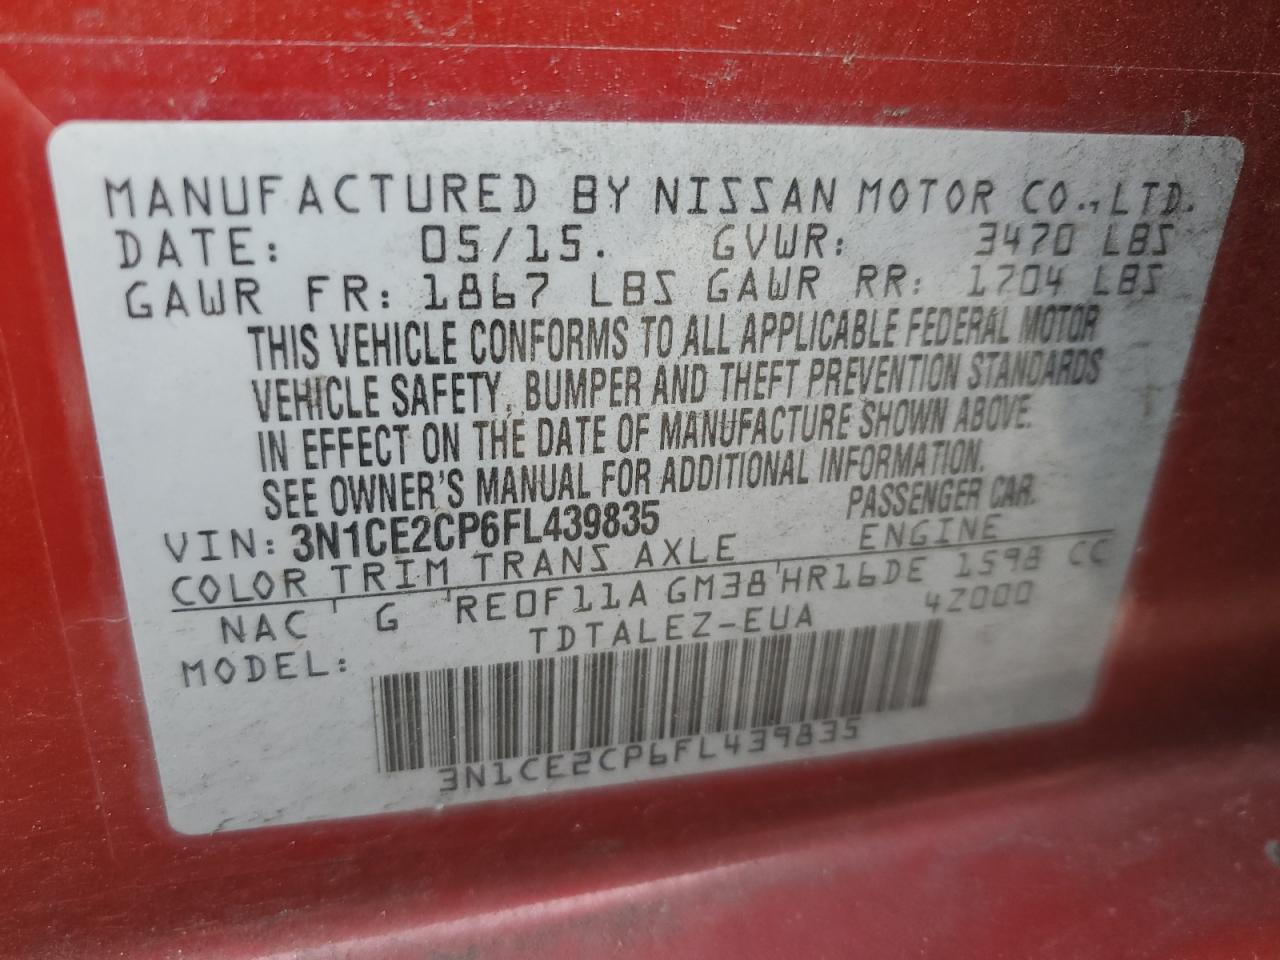 MANUFACTURED BY NISSAN MOTOR CO.,LTD.
DATE: 05/15. GVWR: 3470 LBS
GAWR FR: 1867 LBS GAWR RR: 1704 LBS
THIS VEHICLE CONFORMS TO ALL APPLICABLE FEDERAL MOTOR
VEHICLE SAFETY, BUMPER AND THEFT PREVENTION STANDARDS
IN EFFECT ON THE DATE OF MANUFACTURE SHOWN ABOVE.
SEE OWNER'S MANUAL FOR ADDITIONAL INFORMATION.
VIN: 3N1CE2CP6FL439835 PASSENGER CAR.
COLOR TRIM TRANS AXLE ENGINE
NAC G RE0F11A GM38 HR16DE 1598 CC
MODEL: TDTALEZ-EUA 4Z000
3N1CE2CP6FL439835